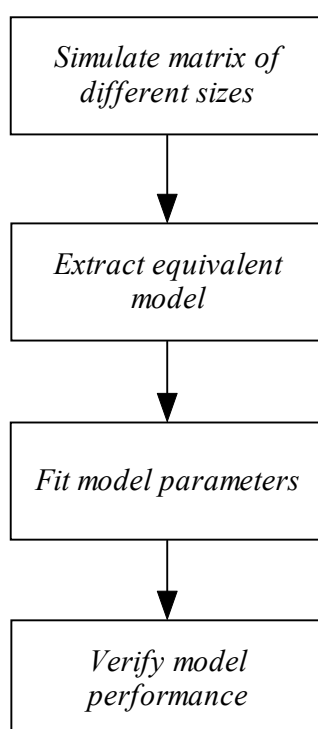 Simulate matrix of
different sizes
Extract equivalent
model
Fit model parameters
Verify model
performance